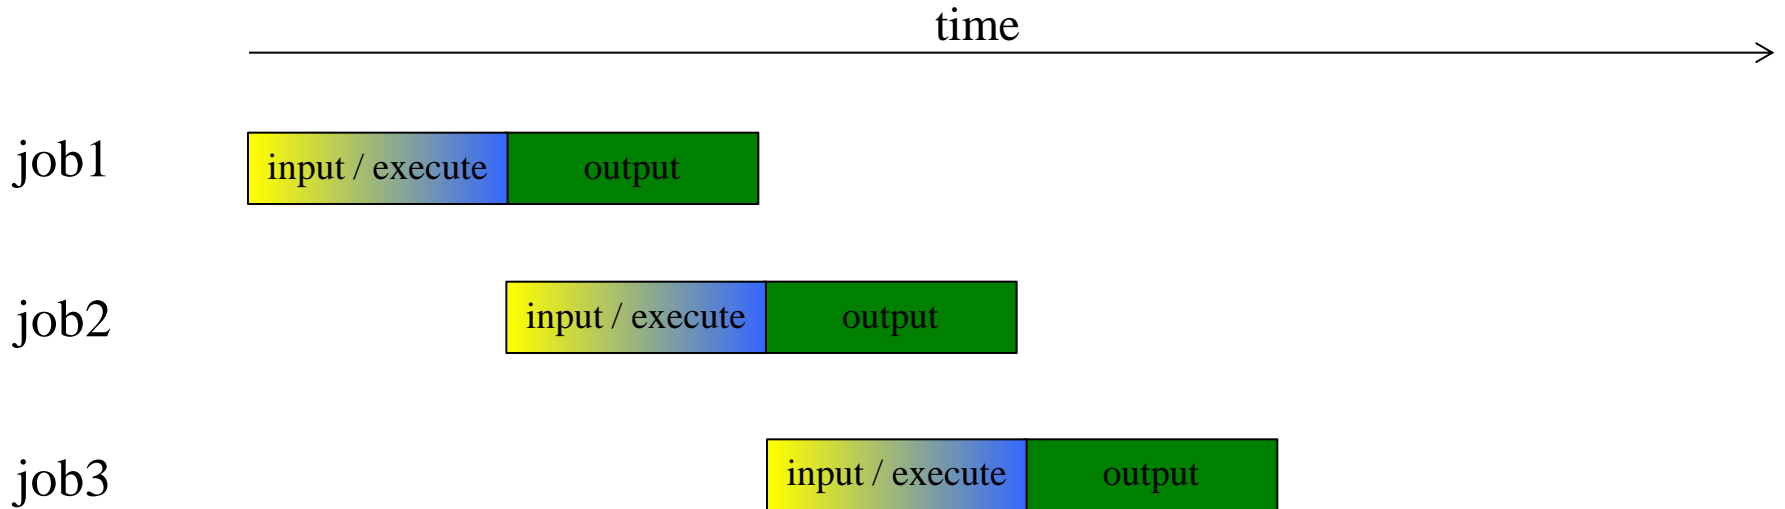 time
job1
input / execute output
job2
input / execute output
job3
input / execute output